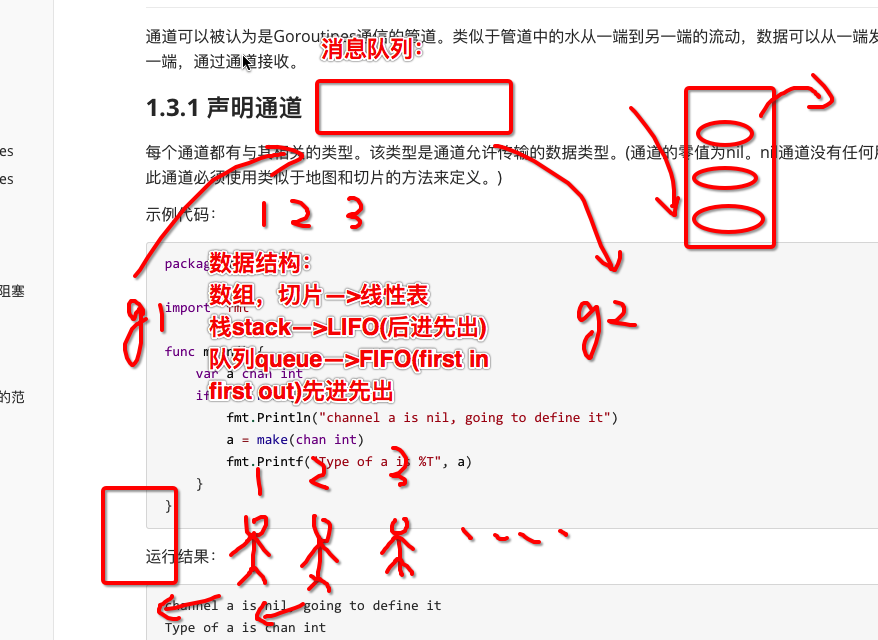 通道可以被认为是Goroutines通信的管道。类似于管道中的水从一端到另一端的流动，数据可以从一端发
消息队列：
一端，通过通道接收。
1.3.1 声明通道
es
每个通道都有与其相关的类型。该类型是通道允许传输的数据类型。(通道的零值为nil。nil通道没有任何用
es
此通道必须使用类似于地图和切片的方法来定义。)
示例代码：
1 2 3
packag
数据结构：
阻塞
数组，切片—>线性表
import
g1
g2
栈stack—>LIFO(后进先出)
func m
队列queue—>FIFO(first in
var a chan int
first out)先进先出
if
的范
fmt.Println("channel a is nil, going to define it")
a = make(chan int)
fmt.Printf("Type of a is %T", a)
}
1 2 3
}
运行结果：
channel a is nil, going to define it
Type of a is chan int